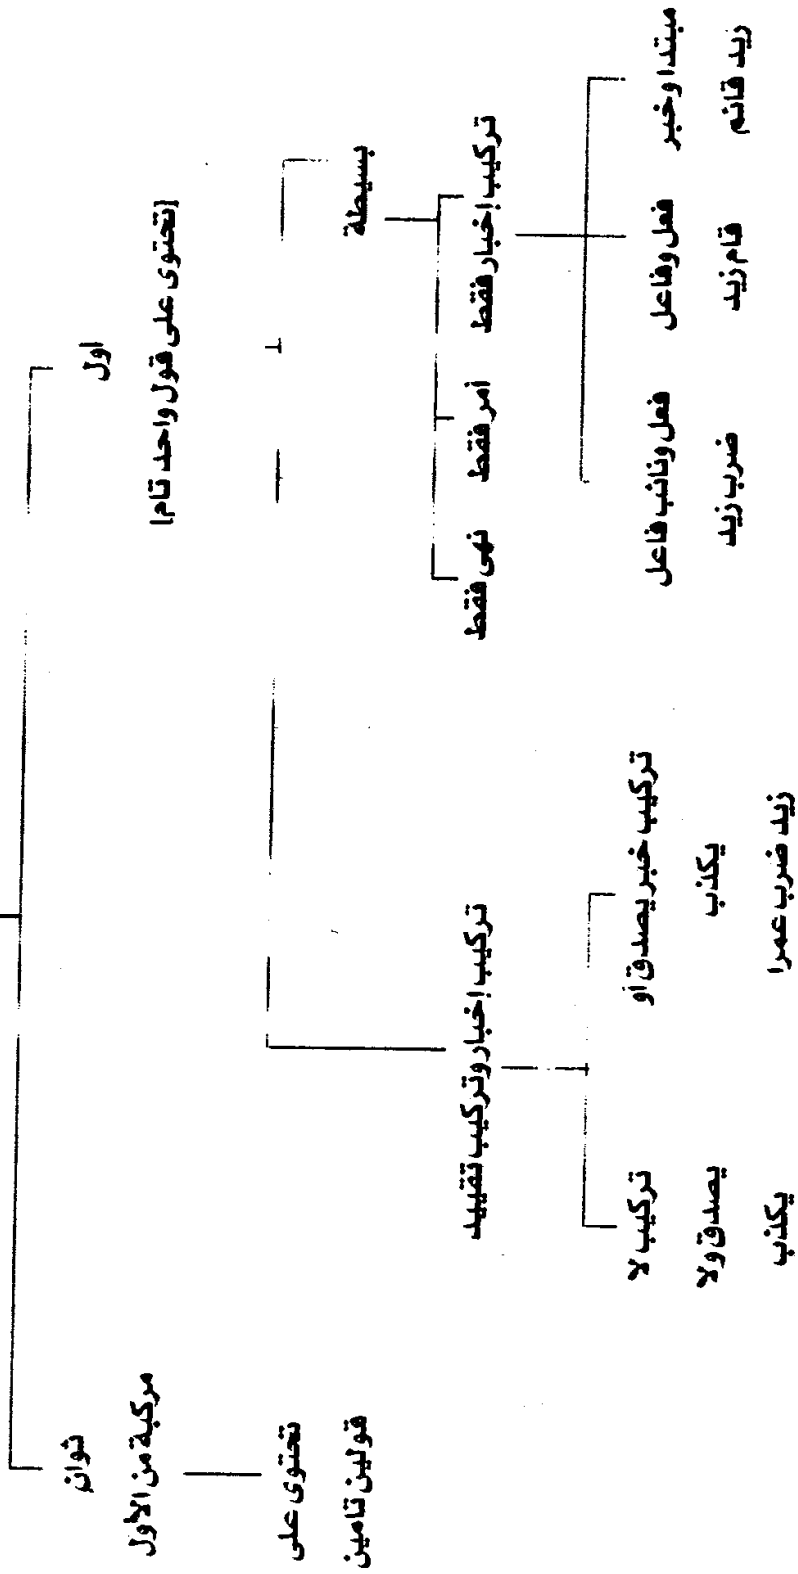 اول
[تحتوى على قول واحد تام]
ثوان
مركبة من الأول
تحتوى على
قولين تامين
بسيطة
تركيب إخبار فقط
أمر فقط
نهى فقط
تركيب إخبار وتركيب تقييد
مبتدا وخبر
زيد قائم
فعل وفاعل
قام زيد
فعل ونائب فاعل
ضرب زيد
تركيب خبر يصدق أو
يكذب
زيد ضرب عمرا
تركيب لا
يصدق ولا
يكذب